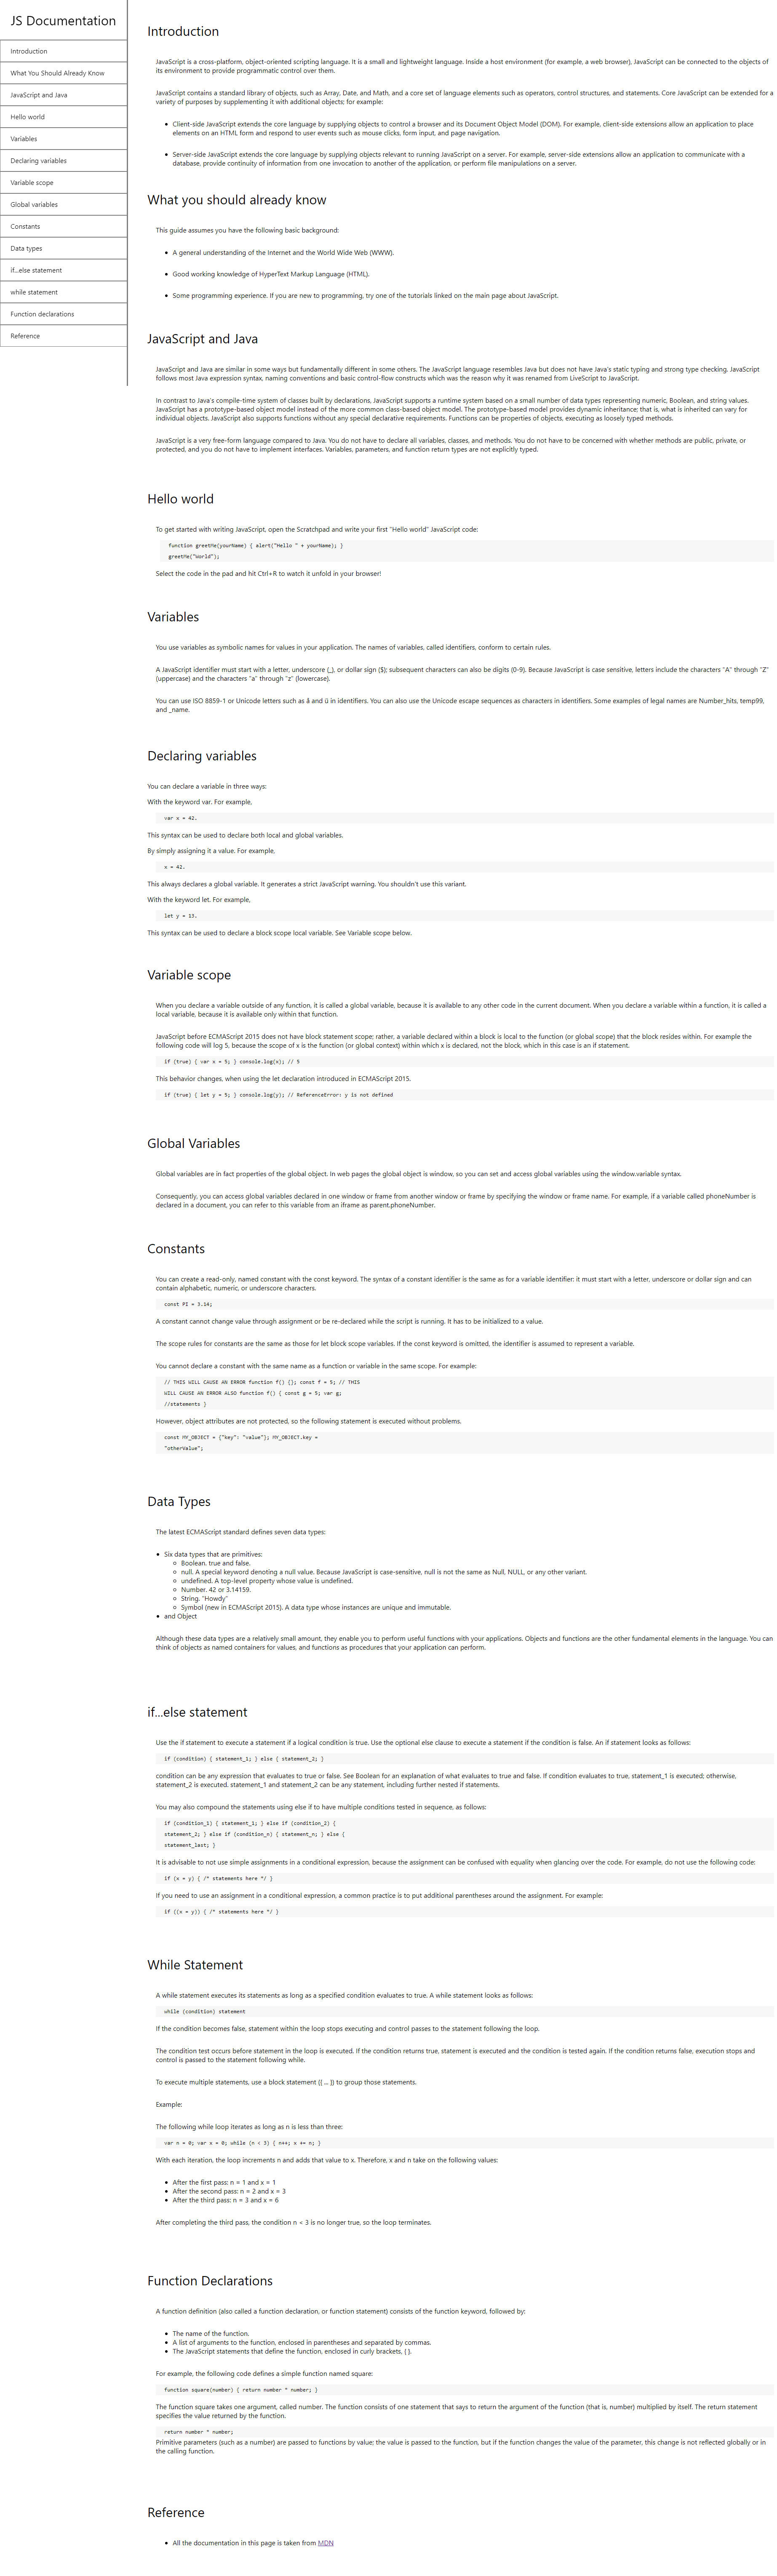 JS Documentation
Introduction
What You Should Already Know
JavaScript and Java
Hello world
Variables
Declaring variables
Variable scope
Global variables
Constants
Data types
if...else statement
while statement
Function declarations
Reference
Introduction
JavaScript is a cross-platform, object-oriented scripting language. It is a small and lightweight language. Inside a host environment (for example, a web browser), JavaScript can be connected to the objects of
its environment to provide programmatic control over them.
JavaScript contains a standard library of objects, such as Array, Date, and Math, and a core set of language elements such as operators, control structures, and statements. Core JavaScript can be extended for a
variety of purposes by supplementing it with additional objects; for example:
• Client-side JavaScript extends the core language by supplying objects to control a browser and its Document Object Model (DOM). For example, client-side extensions allow an application to place
elements on an HTML form and respond to user events such as mouse clicks, form input, and page navigation.
• Server-side JavaScript extends the core language by supplying objects relevant to running JavaScript on a server. For example, server-side extensions allow an application to communicate with a
database, provide continuity of information from one invocation to another of the application, or perform file manipulations on a server.
What you should already know
This guide assumes you have the following basic background:
• A general understanding of the Internet and the World Wide Web (WWW).
• Good working knowledge of HyperText Markup Language (HTML).
• Some programming experience. If you are new to programming, try one of the tutorials linked on the main page about JavaScript.
JavaScript and Java
JavaScript and Java are similar in some ways but fundamentally different in some others. The JavaScript language resembles Java but does not have Java's static typing and strong type checking. JavaScript
follows most Java expression syntax, naming conventions and basic control-flow constructs which was the reason why it was renamed from LiveScript to JavaScript.
In contrast to Java's compile-time system of classes built by declarations, JavaScript supports a runtime system based on a small number of data types representing numeric, Boolean, and string values.
JavaScript has a prototype-based object model instead of the more common class-based object model. The prototype-based model provides dynamic inheritance; that is, what is inherited can vary for
individual objects. JavaScript also supports functions without any special declarative requirements. Functions can be properties of objects, executing as loosely typed methods.
JavaScript is a very free-form language compared to Java. You do not have to declare all variables, classes, and methods. You do not have to be concerned with whether methods are public, private, or
protected, and you do not have to implement interfaces. Variables, parameters, and function return types are not explicitly typed.
Hello world
To get started with writing JavaScript, open the Scratchpad and write your first "Hello world" JavaScript code:
function greetMe(yourName) { alert("Hello " + yourName); }
greetMe("World");
Select the code in the pad and hit Ctrl+R to watch it unfold in your browser!
Variables
You use variables as symbolic names for values in your application. The names of variables, called identifiers, conform to certain rules.
A JavaScript identifier must start with a letter, underscore (_), or dollar sign ($); subsequent characters can also be digits (0-9). Because JavaScript is case sensitive, letters include the characters "A" through "Z"
(uppercase) and the characters "a" through "z" (lowercase).
You can use ISO 8859-1 or Unicode letters such as å and ü in identifiers. You can also use the Unicode escape sequences as characters in identifiers. Some examples of legal names are Number_hits, temp99,
and _name.
Declaring variables
You can declare a variable in three ways:
With the keyword var. For example,
var x = 42.
This syntax can be used to declare both local and global variables.
By simply assigning it a value. For example,
x = 42.
This always declares a global variable. It generates a strict JavaScript warning. You shouldn't use this variant.
With the keyword let. For example,
let y = 13.
This syntax can be used to declare a block scope local variable. See Variable scope below.
Variable scope
When you declare a variable outside of any function, it is called a global variable, because it is available to any other code in the current document. When you declare a variable within a function, it is called a
local variable, because it is available only within that function.
JavaScript before ECMAScript 2015 does not have block statement scope; rather, a variable declared within a block is local to the function (or global scope) that the block resides within. For example the
following code will log 5, because the scope of x is the function (or global context) within which x is declared, not the block, which in this case is an if statement.
if (true) { var x = 5; } console.log(x); // 5
This behavior changes, when using the let declaration introduced in ECMAScript 2015.
if (true) { let y = 5; } console.log(y); // ReferenceError: y is not defined
Global Variables
Global variables are in fact properties of the global object. In web pages the global object is window, so you can set and access global variables using the window.variable syntax.
Consequently, you can access global variables declared in one window or frame from another window or frame by specifying the window or frame name. For example, if a variable called phoneNumber is
declared in a document, you can refer to this variable from an iframe as parent.phoneNumber.
Constants
You can create a read-only, named constant with the const keyword. The syntax of a constant identifier is the same as for a variable identifier: it must start with a letter, underscore or dollar sign and can
contain alphabetic, numeric, or underscore characters.
const PI = 3.14;
A constant cannot change value through assignment or be re-declared while the script is running. It has to be initialized to a value.
The scope rules for constants are the same as those for let block scope variables. If the const keyword is omitted, the identifier is assumed to represent a variable.
You cannot declare a constant with the same name as a function or variable in the same scope. For example:
// THIS WILL CAUSE AN ERROR function f() {}; const f = 5; // THIS
WILL CAUSE AN ERROR ALSO function f() { const g = 5; var g;
//statements }
However, object attributes are not protected, so the following statement is executed without problems.
const MY_OBJECT = {"key": "value"}; MY_OBJECT.key =
"otherValue";
Data Types
The latest ECMAScript standard defines seven data types:
• Six data types that are primitives:
○ Boolean. true and false.
○ null. A special keyword denoting a null value. Because JavaScript is case-sensitive, null is not the same as Null, NULL, or any other variant.
○ undefined. A top-level property whose value is undefined.
○ Number. 42 or 3.14159.
○ String. "Howdy"
○ Symbol (new in ECMAScript 2015). A data type whose instances are unique and immutable.
• and Object
Although these data types are a relatively small amount, they enable you to perform useful functions with your applications. Objects and functions are the other fundamental elements in the language. You can
think of objects as named containers for values, and functions as procedures that your application can perform.
if...else statement
Use the if statement to execute a statement if a logical condition is true. Use the optional else clause to execute a statement if the condition is false. An if statement looks as follows:
if (condition) { statement_1; } else { statement_2; }
condition can be any expression that evaluates to true or false. See Boolean for an explanation of what evaluates to true and false. If condition evaluates to true, statement_1 is executed; otherwise,
statement_2 is executed. statement_1 and statement_2 can be any statement, including further nested if statements.
You may also compound the statements using else if to have multiple conditions tested in sequence, as follows:
if (condition_1) { statement_1; } else if (condition_2) {
statement_2; } else if (condition_n) { statement_n; } else {
statement_last; }
It is advisable to not use simple assignments in a conditional expression, because the assignment can be confused with equality when glancing over the code. For example, do not use the following code:
if (x = y) { /* statements here */ }
If you need to use an assignment in a conditional expression, a common practice is to put additional parentheses around the assignment. For example:
if ((x = y)) { /* statements here */ }
While Statement
A while statement executes its statements as long as a specified condition evaluates to true. A while statement looks as follows:
while (condition) statement
If the condition becomes false, statement within the loop stops executing and control passes to the statement following the loop.
The condition test occurs before statement in the loop is executed. If the condition returns true, statement is executed and the condition is tested again. If the condition returns false, execution stops and
control is passed to the statement following while.
To execute multiple statements, use a block statement ({ ... }) to group those statements.
Example:
The following while loop iterates as long as n is less than three:
var n = 0; var x = 0; while (n < 3) { n++; x += n; }
With each iteration, the loop increments n and adds that value to x. Therefore, x and n take on the following values:
• After the first pass: n = 1 and x = 1
• After the second pass: n = 2 and x = 3
• After the third pass: n = 3 and x = 6
After completing the third pass, the condition n < 3 is no longer true, so the loop terminates.
Function Declarations
A function definition (also called a function declaration, or function statement) consists of the function keyword, followed by:
• The name of the function.
• A list of arguments to the function, enclosed in parentheses and separated by commas.
• The JavaScript statements that define the function, enclosed in curly brackets, { }.
For example, the following code defines a simple function named square:
function square(number) { return number * number; }
The function square takes one argument, called number. The function consists of one statement that says to return the argument of the function (that is, number) multiplied by itself. The return statement
specifies the value returned by the function.
return number * number;
Primitive parameters (such as a number) are passed to functions by value; the value is passed to the function, but if the function changes the value of the parameter, this change is not reflected globally or in
the calling function.
Reference
• All the documentation in this page is taken from MDN